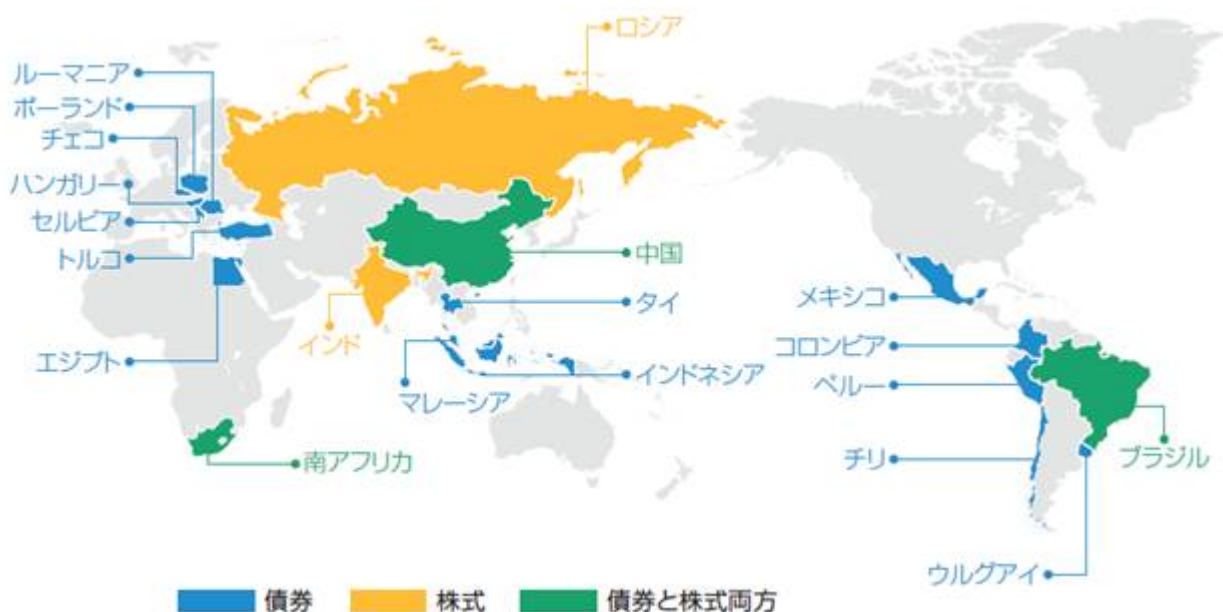 ロシア
ルーマニア
ポーランド
チェコ
ハンガリー
セルビア
トルコ
中国
タイ
インド
エジプト
マレーシア
インドネシア
南アフリカ
メキシコ
コロンビア
ペルー
チリ
ブラジル
ウルグアイ
債券 株式 債券と株式両方